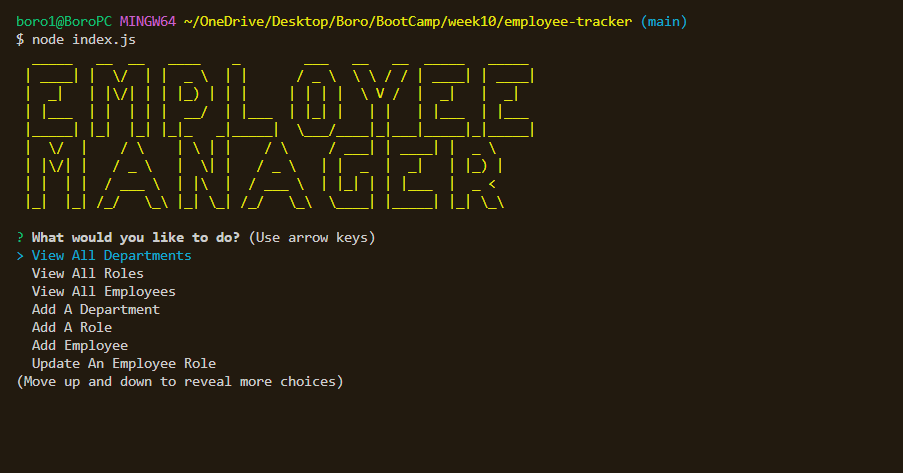 boro1@BoroPC MINGW64 ~/OneDrive/Desktop/Boro/BootCamp/week10/employee-tracker (main)
$ node index.js
EMPLOYEE
MANAGER
? What would you like to do? (Use arrow keys)
> View All Departments
View All Roles
View All Employees
Add A Department
Add A Role
Add Employee
Update An Employee Role
(Move up and down to reveal more choices)